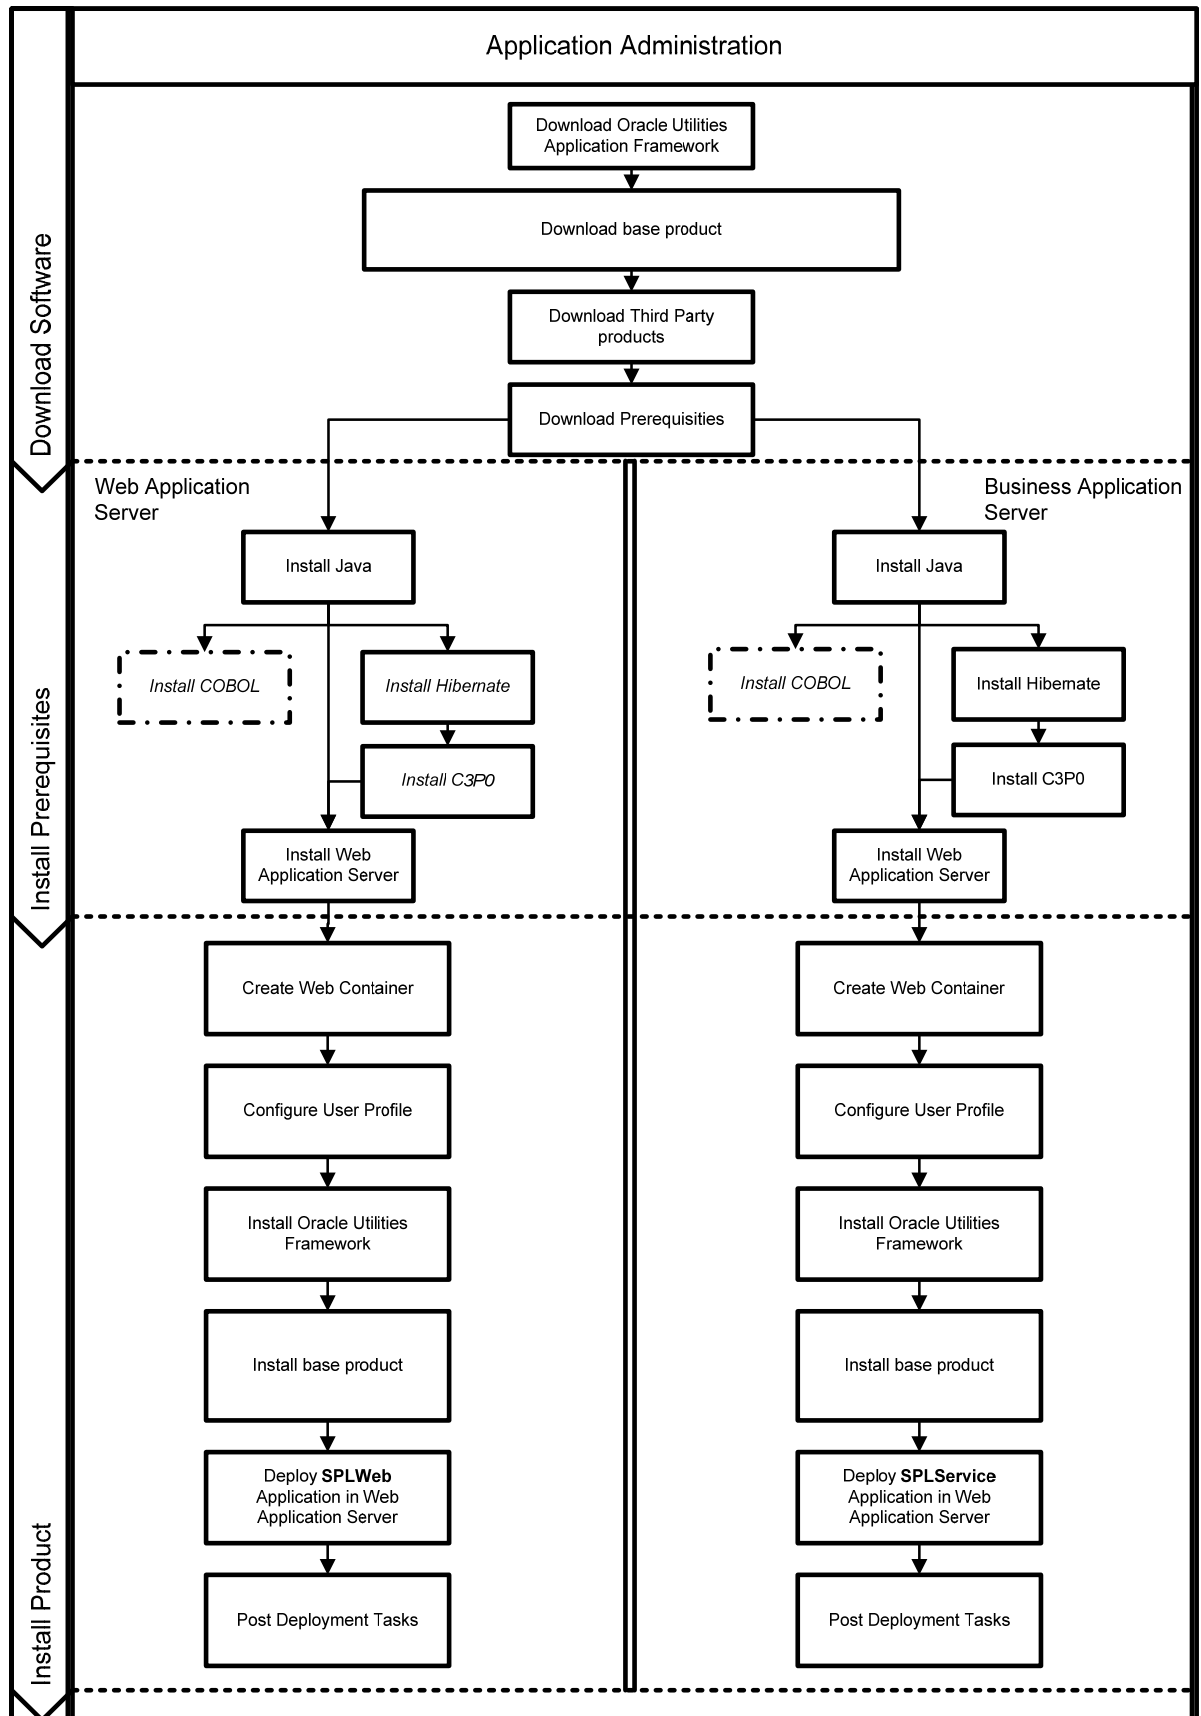 Application Administration
Download Software
Download Oracle Utilities
Application Framework
Download base product
Download Third Party
products
Download Prerequisities
Install Prerequisites
Web Application
Server
Install Java
Install COBOL
Install Hibernate
Install C3P0
Install Web
Application Server
Business Application
Server
Install Java
Install COBOL
Install Hibernate
Install C3P0
Install Web
Application Server
Install Product
Create Web Container
Configure User Profile
Install Oracle Utilities
Framework
Install base product
Deploy SPLWeb
Application in Web
Application Server
Post Deployment Tasks
Create Web Container
Configure User Profile
Install Oracle Utilities
Framework
Install base product
Deploy SPLService
Application in Web
Application Server
Post Deployment Tasks